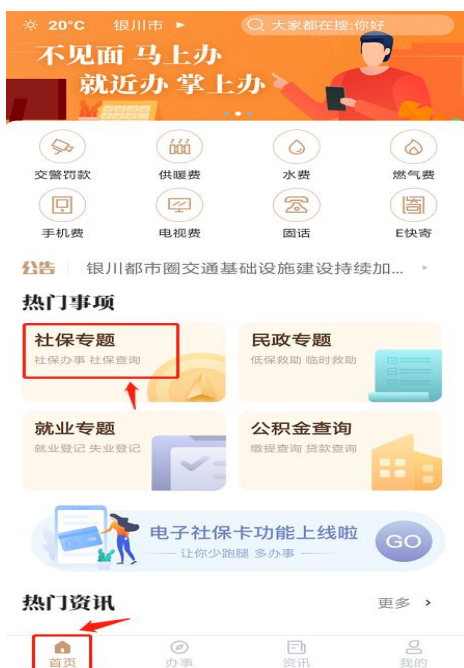 20°C 银川市 大家都在搜:你好
不见面 马上办
就近办 掌上办
交警罚款 供暖费 水费 燃气费
手机费 电视费 固话 E快寄
公告 银川都市圈交通基础设施建设持续加...
热门事项
社保专题 民政专题
社保办事 社保查询 低保救助 临时救助
就业专题 公积金查询
就业登记 失业登记 缴提查询 贷款查询
电子社保卡功能上线啦 GO
让你少跑腿 多办事
热门资讯 更多
首页 办事 资讯 我的